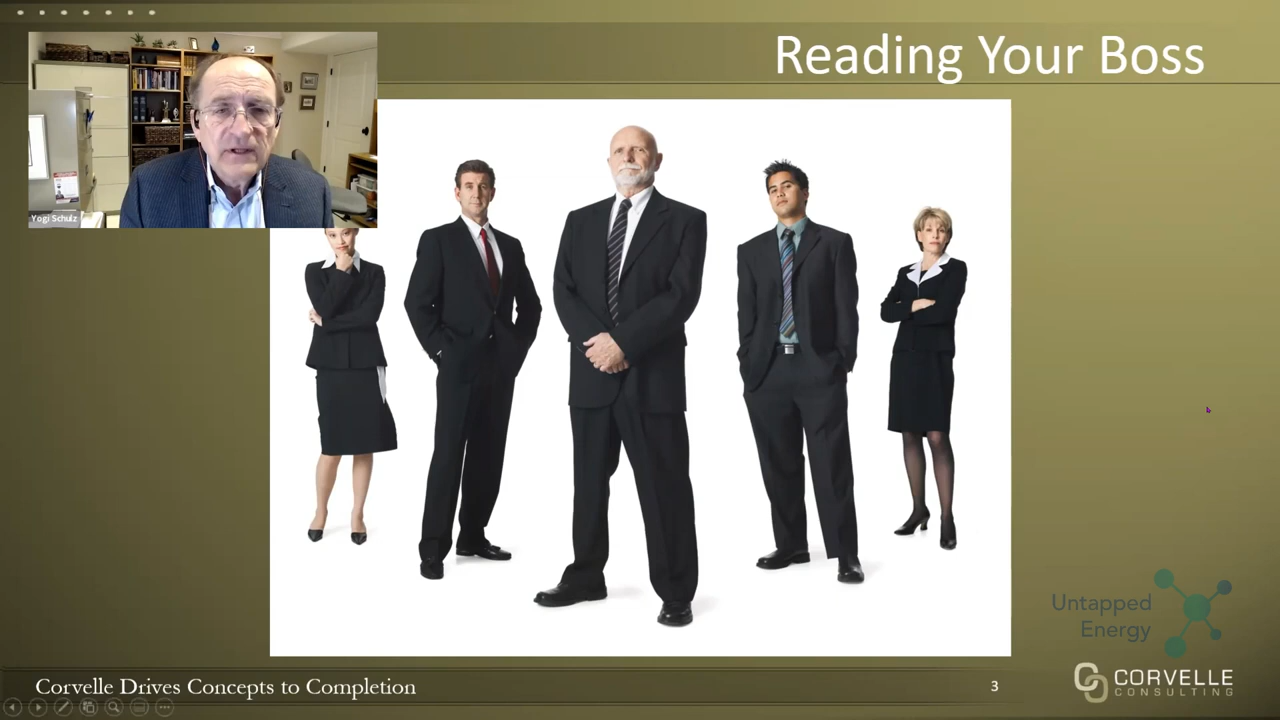 Reading Your Boss
Yogi Schulz
Untapped
Energy
Corvelle Drives Concepts to Completion
3
CORVELLE
CONSULTING